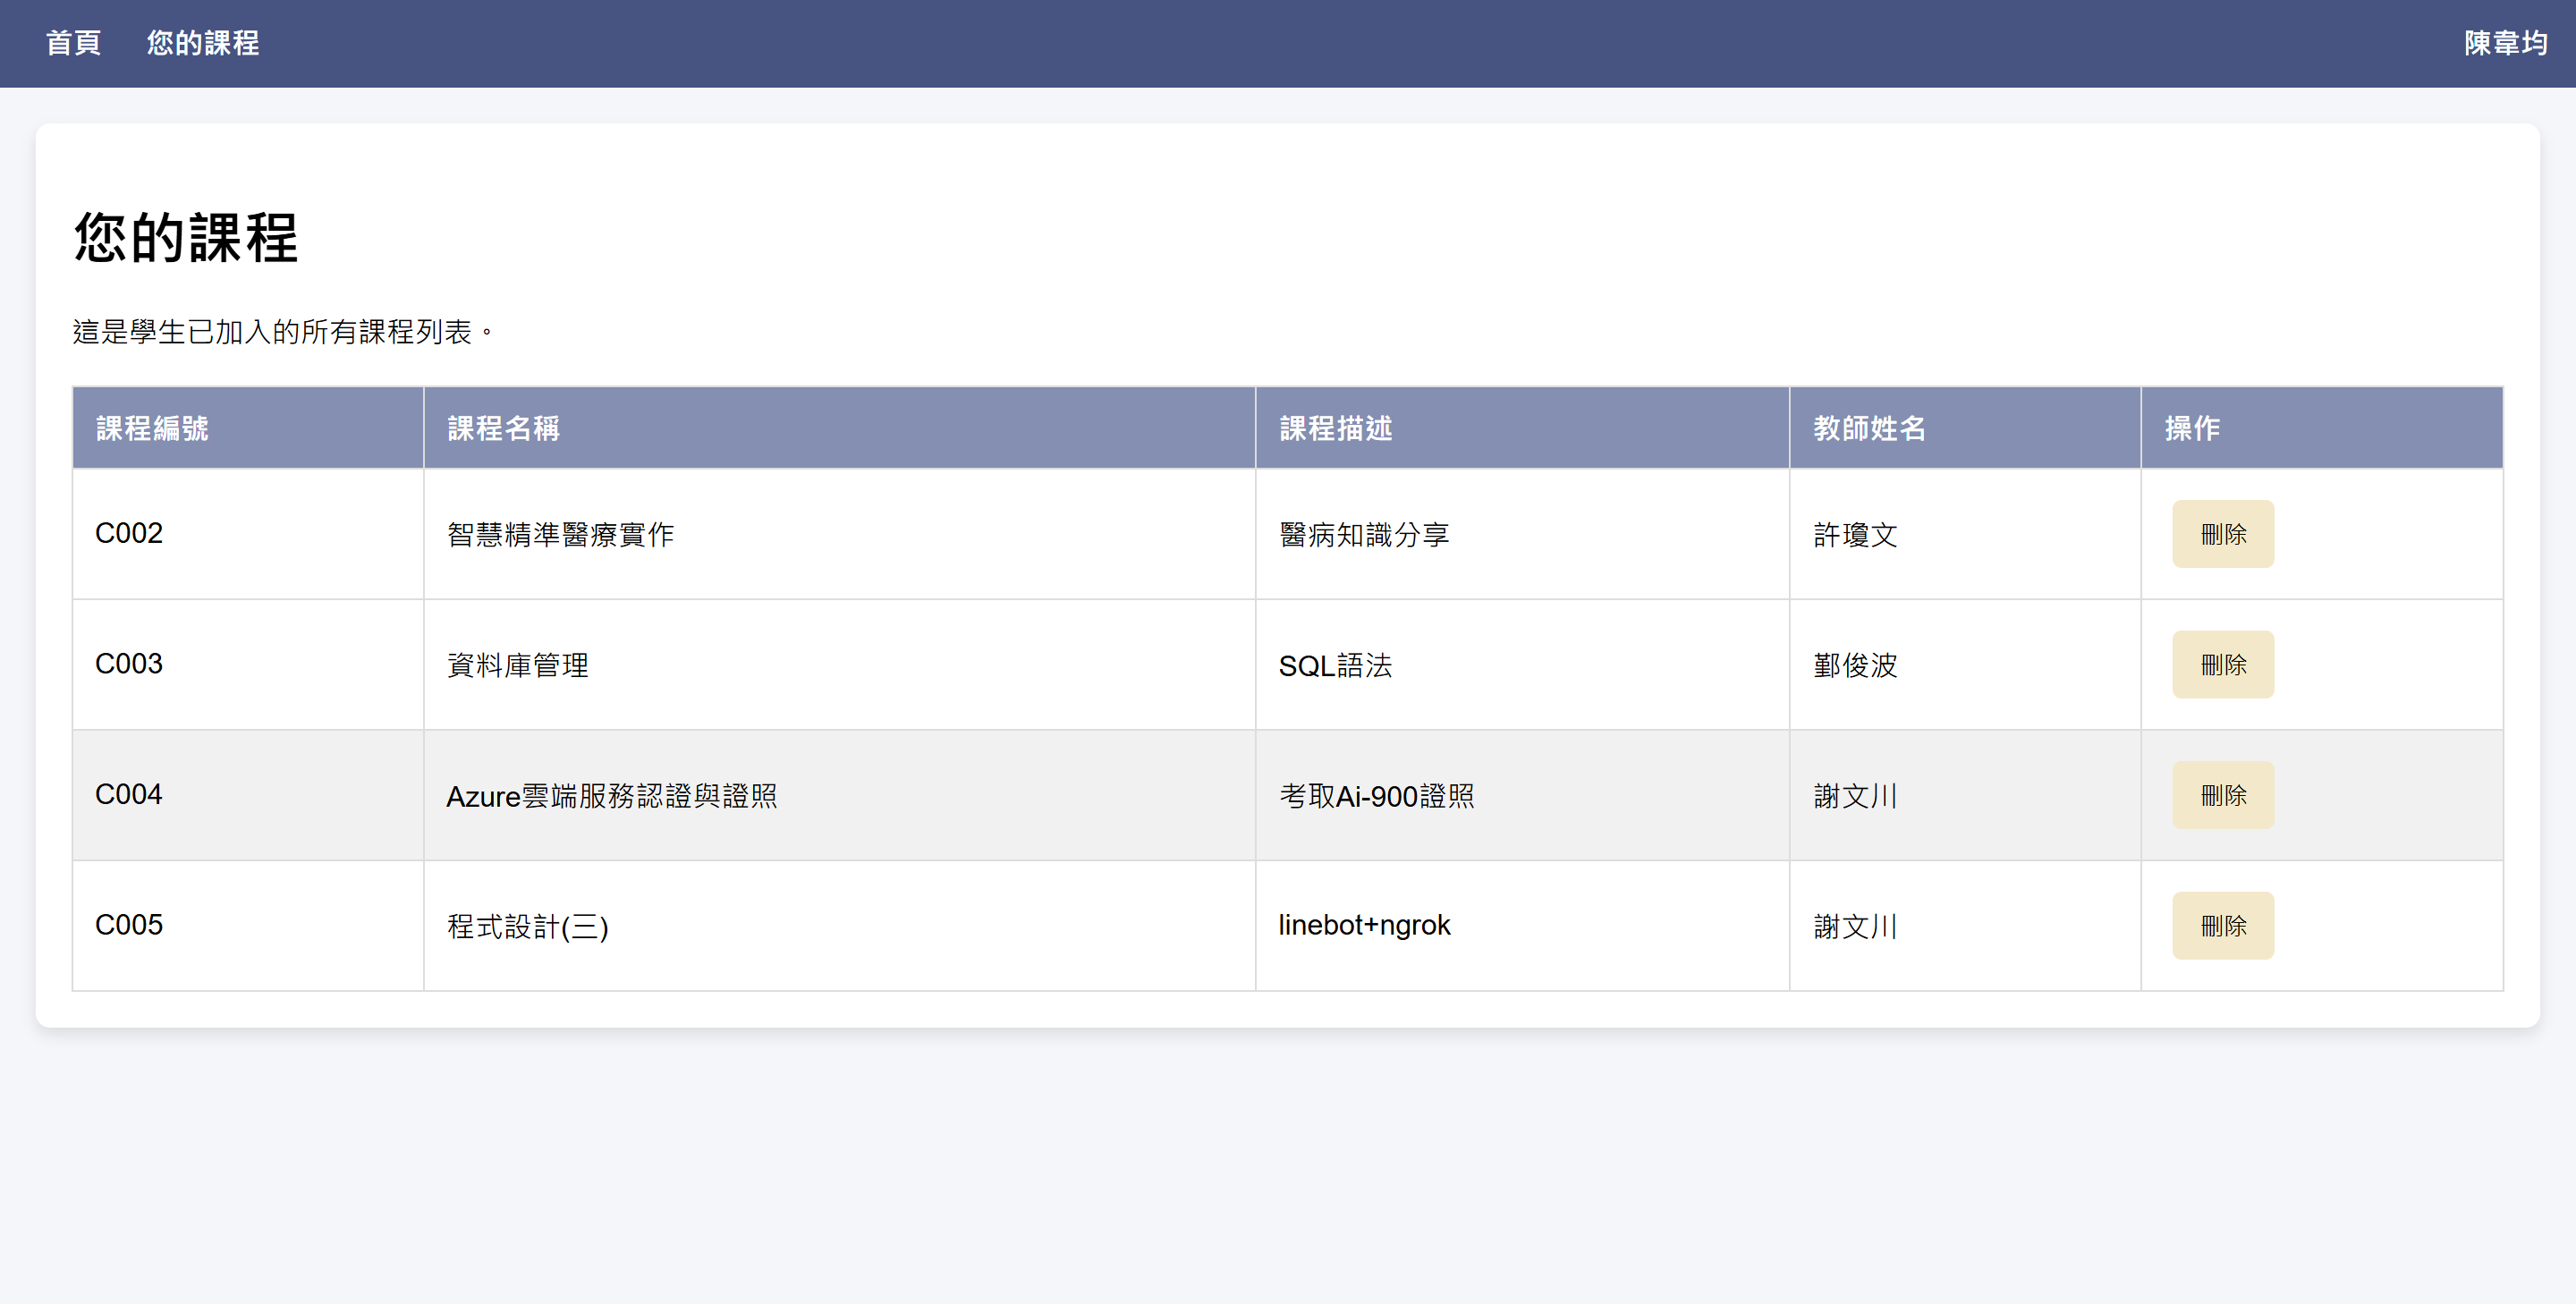 首頁 您的課程 陳韋均
您的課程
這是學生已加入的所有課程列表。
課程編號 課程名稱 課程描述 教師姓名 操作
C002 智慧精準醫療實作 醫病知識分享 許瓊文 刪除
C003 資料庫管理 SQL語法 鄞俊波 刪除
C004 Azure雲端服務認證與證照 考取Ai-900證照 謝文川 刪除
C005 程式設計(三) linebot+ngrok 謝文川 刪除